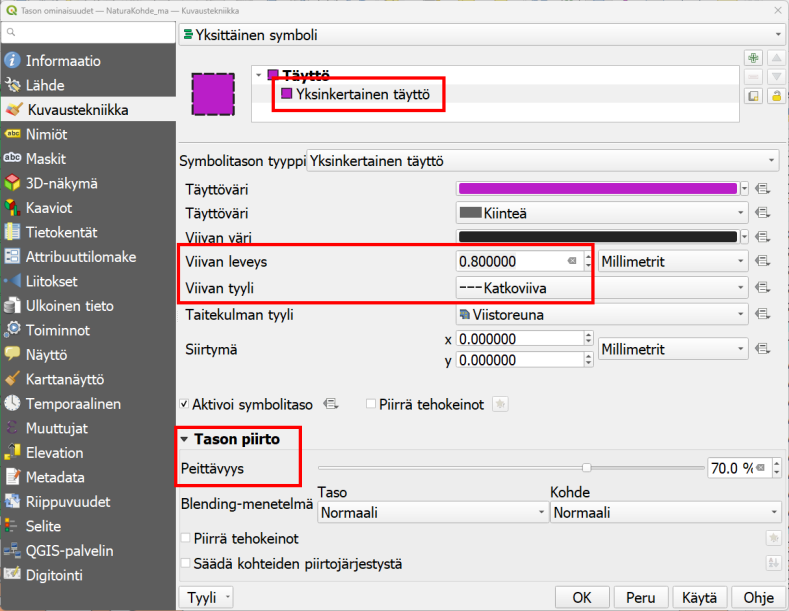 Tason ominaisuudet — NaturaKohde_ma — Kuvaustekniikka
Yksittäinen symboli
Informaatio
Lähde
Kuvaustekniikka
Nimiöt
Maskit
3D-näkymä
Kaaviot
Tietokentät
Attribuuttilomake
Liitokset
Ulkoinen tieto
Toiminnot
Näyttö
Karttanäyttö
Temporaalinen
Muuttujat
Elevation
Metadata
Riippuvuudet
Selite
QGIS-palvelin
Digitointi
Täyttö
Yksinkertainen täyttö
Symbolitason tyyppi Yksinkertainen täyttö
Täyttöväri
Täyttöväri Kiinteä
Viivan väri
Viivan leveys 0.800000 Millimetrit
Viivan tyyli Katkoviiva
Taitekulman tyyli Viistoreuna
Siirtymä x 0.000000 Millimetrit
y 0.000000
Aktivoi symbolitaso Piirrä tehokeinot
Tason piirto
Peittävyys 70.0 %
Taso Kohde
Blending-menetelmä Normaali Normaali
Piirrä tehokeinot
Säädä kohteiden piirtojärjestystä
Tyyli OK Peru Käytä Ohje